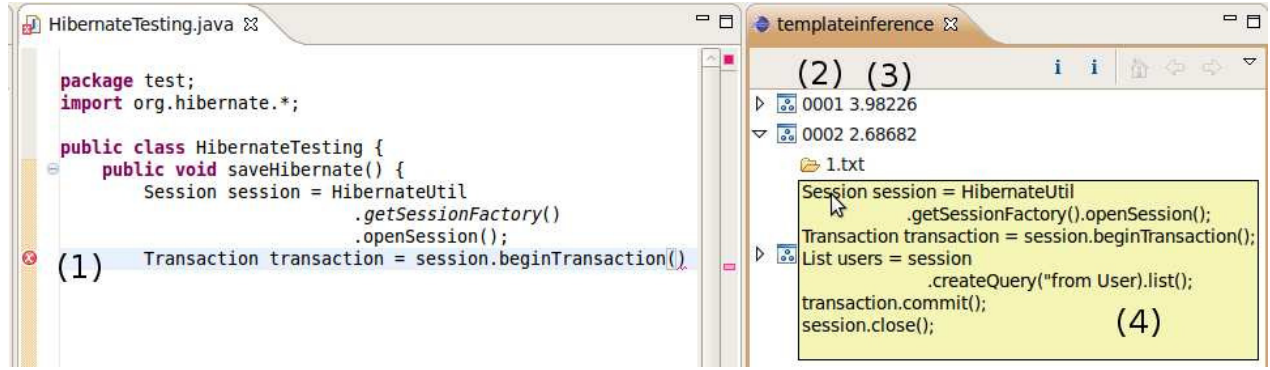 HibernateTesting.java
package test;
import org.hibernate.*;
public class HibernateTesting {
public void saveHibernate() {
Session session = HibernateUtil
.getSessionFactory()
.openSession();
(1) Transaction transaction = session.beginTransaction()
templateinference
(2) (3) i i
0001 3.98226
0002 2.68682
1.txt
Session session = HibernateUtil
.getSessionFactory().openSession();
Transaction transaction = session.beginTransaction();
List users = session
.createQuery("from User).list();
transaction.commit();
session.close();
(4)